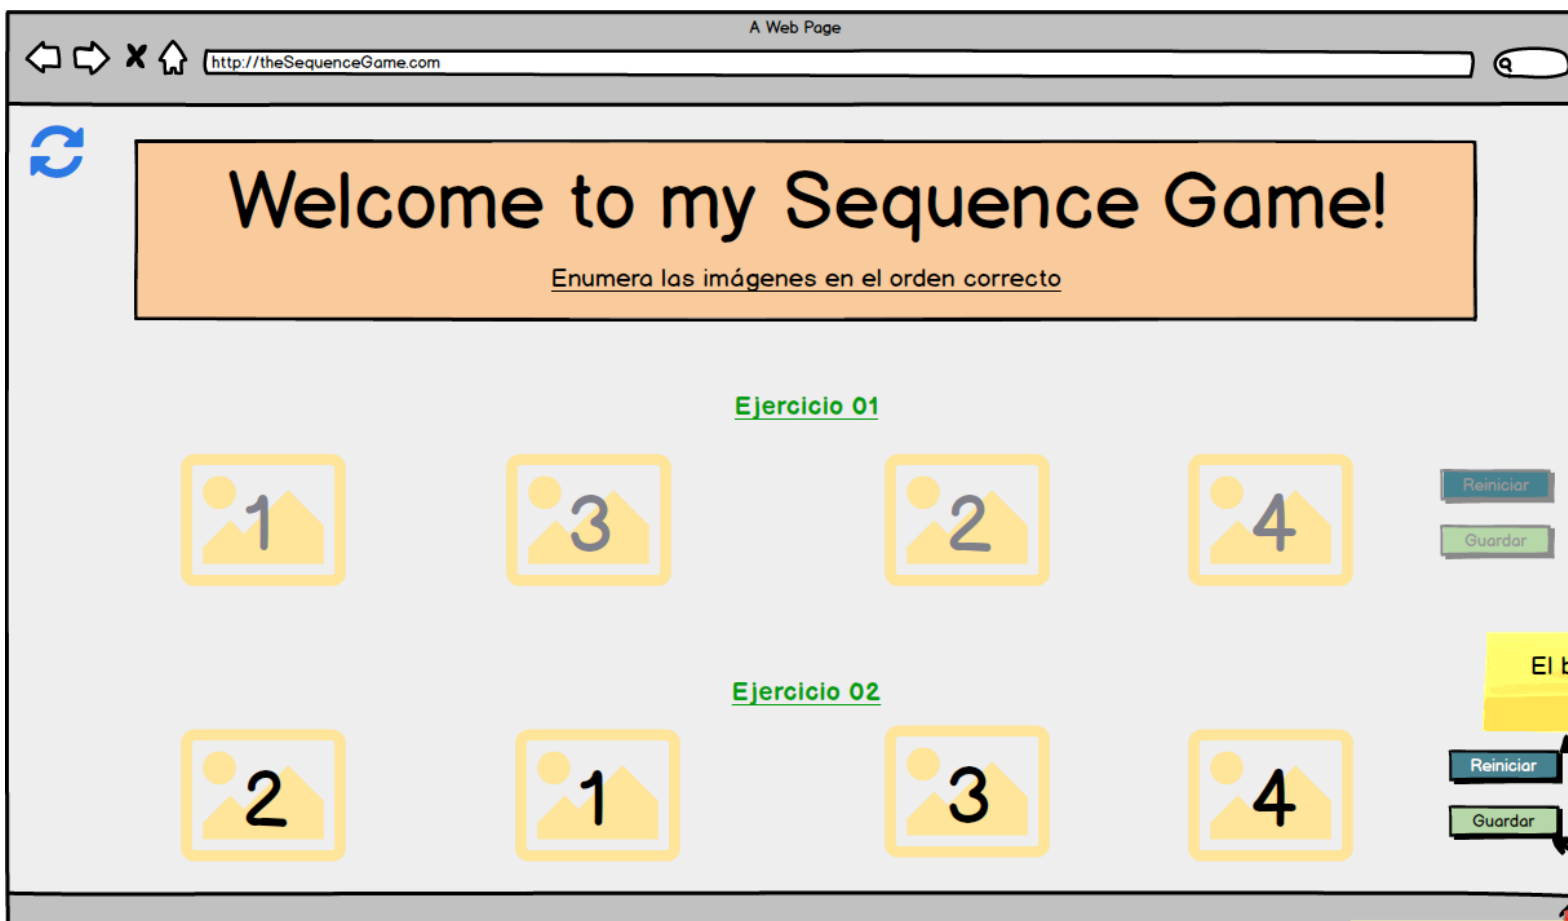 A Web Page
http://theSequenceGame.com
Welcome to my Sequence Game!
Enumera las imágenes en el orden correcto
Ejercicio 01
1 3 2 4
Reiniciar
Guardar
El
Ejercicio 02
2 1 3 4
Reiniciar
Guardar